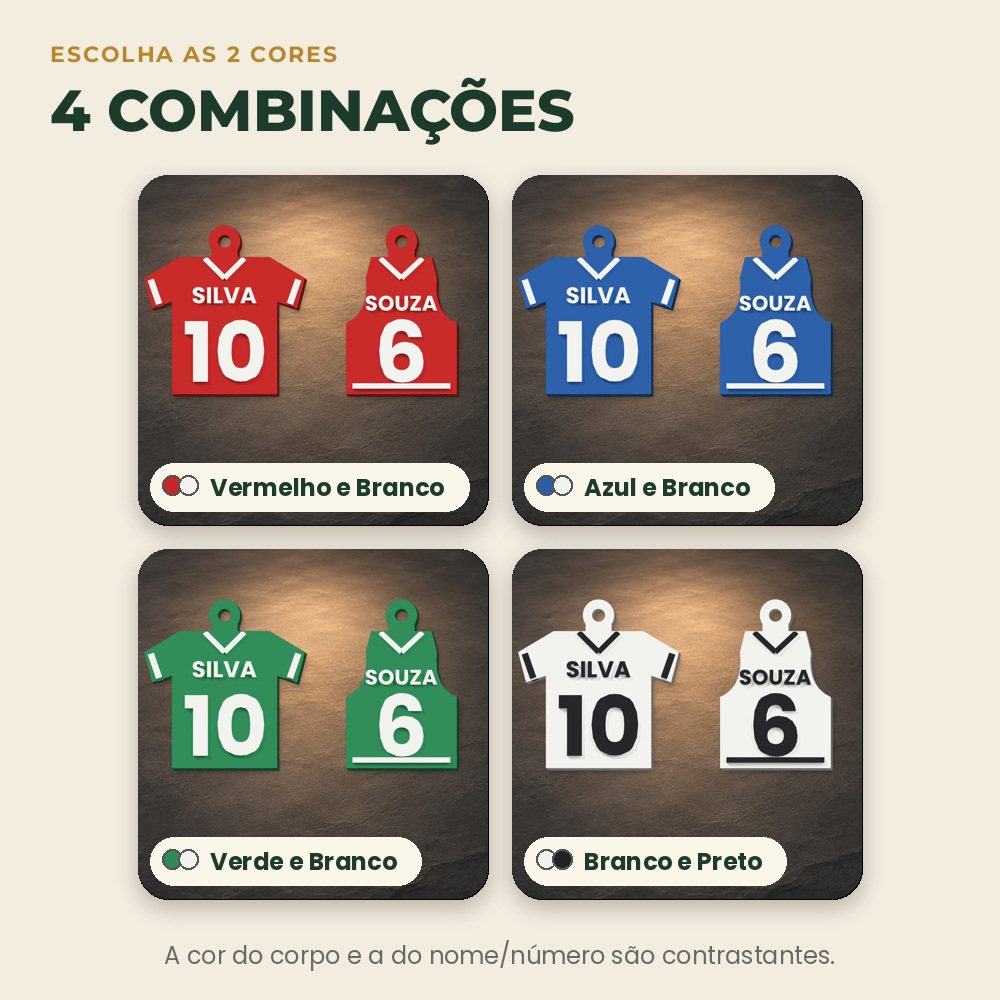 ESCOLHA AS 2 CORES
4 COMBINAÇÕES
SILVA
10
SOUZA
6
Vermelho e Branco
SILVA
10
SOUZA
6
Azul e Branco
SILVA
10
SOUZA
6
Verde e Branco
SILVA
10
SOUZA
6
Branco e Preto
A cor do corpo e a do nome/número são contrastantes.